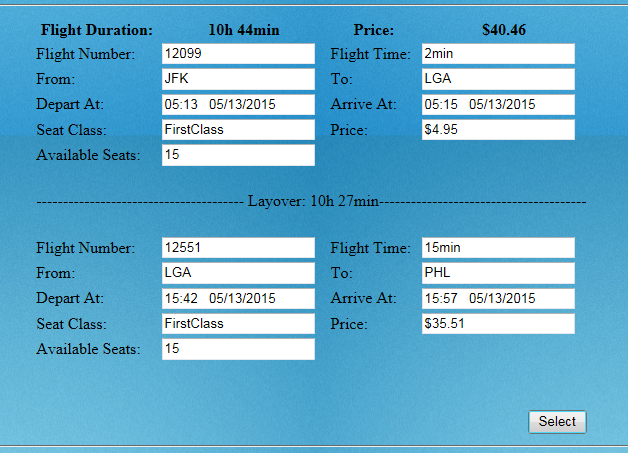 Flight Duration: 10h 44min Price: $40.46
Flight Number: 12099 Flight Time: 2min
From: JFK To: LGA
Depart At: 05:13 05/13/2015 Arrive At: 05:15 05/13/2015
Seat Class: FirstClass Price: $4.95
Available Seats: 15
-------------------------------------- Layover: 10h 27min--------------------------------------
Flight Number: 12551 Flight Time: 15min
From: LGA To: PHL
Depart At: 15:42 05/13/2015 Arrive At: 15:57 05/13/2015
Seat Class: FirstClass Price: $35.51
Available Seats: 15
Select